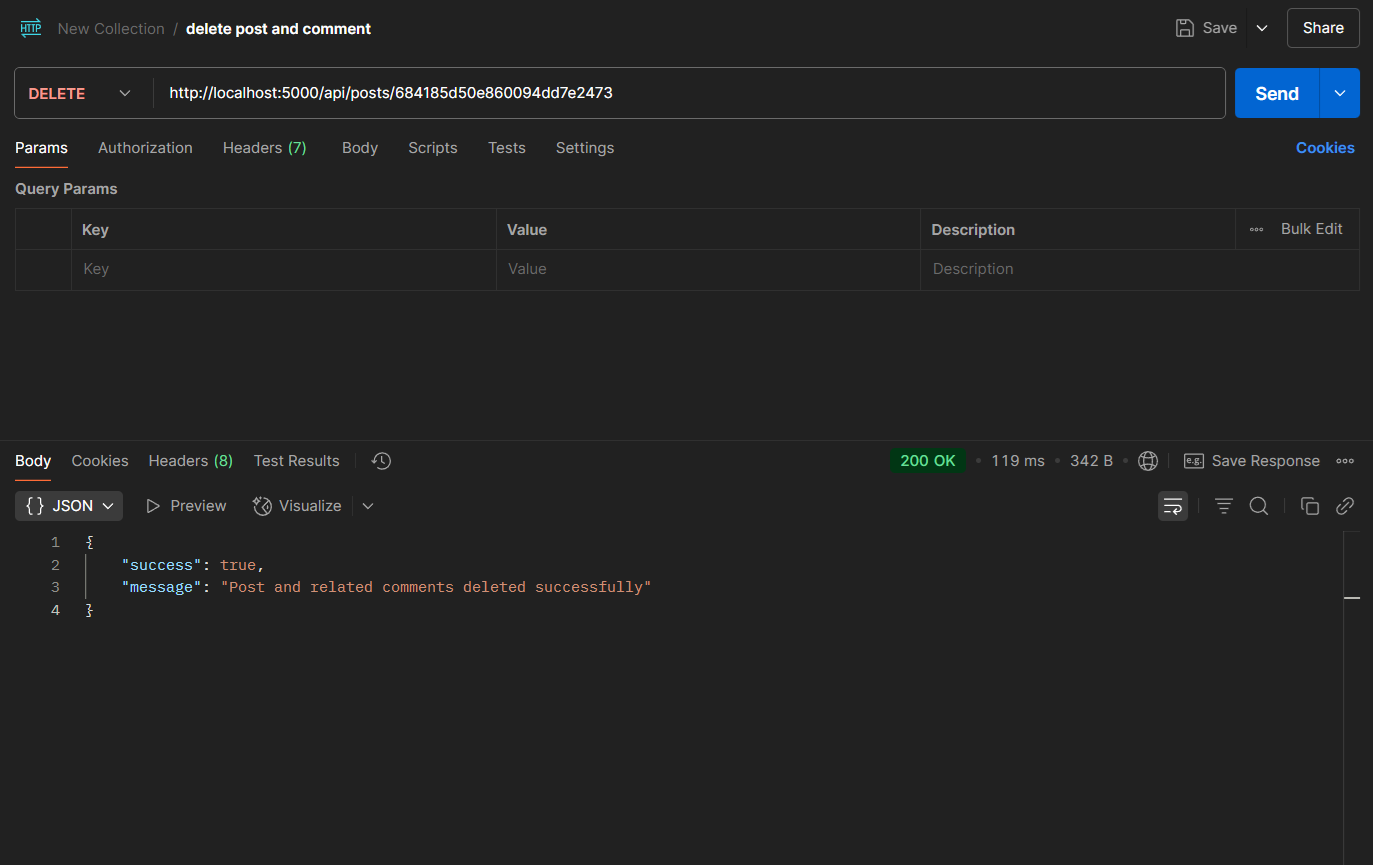 HTTP New Collection / delete post and comment Save Share
DELETE http://localhost:5000/api/posts/684185d50e860094dd7e2473 Send
Params Authorization Headers (7) Body Scripts Tests Settings Cookies
Query Params
Key Value Description Bulk Edit
Key Value Description
Body Cookies Headers (8) Test Results 200 OK 119 ms 342 B e.g. Save Response
{} JSON Preview Visualize
1 {
2 "success": true,
3 "message": "Post and related comments deleted successfully"
4 }